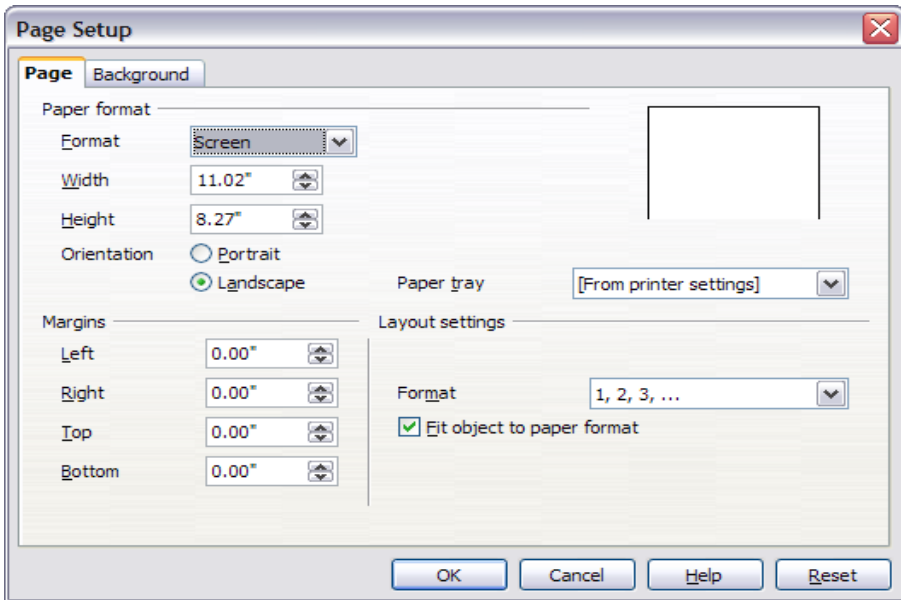 Page Setup
Page Background
Paper format
Format Screen
Width 11.02"
Height 8.27"
Orientation Portrait
Landscape Paper tray [From printer settings]
Margins Layout settings
Left 0.00"
Right 0.00" Format 1, 2, 3, ...
Top 0.00" Fit object to paper format
Bottom 0.00"
OK Cancel Help Reset